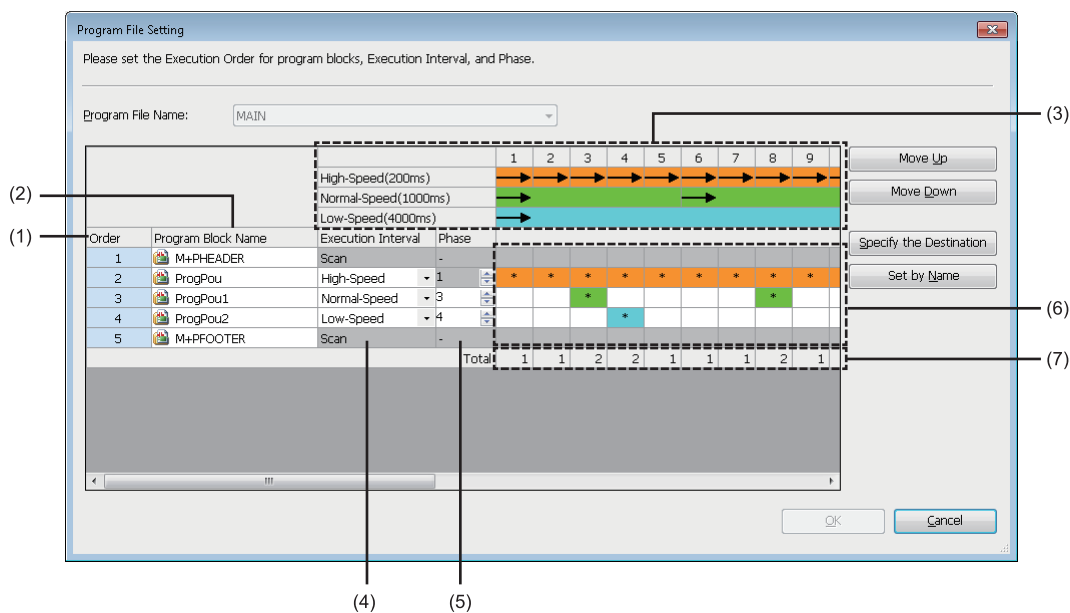 Program File Setting
Please set the Execution Order for program blocks, Execution Interval, and Phase.
Program File Name: MAIN
(3)
1 2 3 4 5 6 7 8 9 Move Up
High-Speed(200ms)
Normal-Speed(1000ms) Move Down
(2)
Low-Speed(4000ms)
(1) Order Program Block Name Execution Interval Phase Specify the Destination
1 M+PHEADER Scan -
2 ProgPou High-Speed 1 * * * * * * * * * Set by Name
3 ProgPou1 Normal-Speed 3 * *
(6)
4 ProgPou2 Low-Speed 4 *
5 M+PFOOTER Scan -
Total 1 1 2 2 1 1 1 2 1 (7)
OK Cancel
(4) (5)